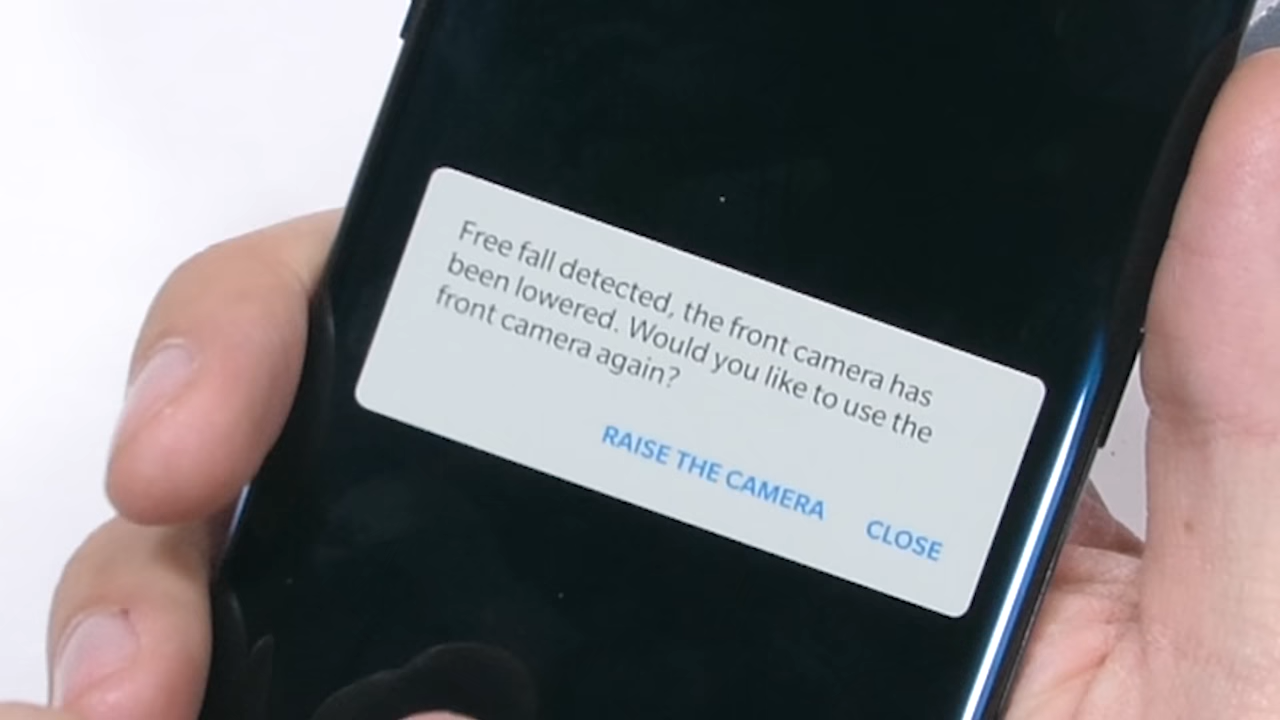 Free fall detected, the front camera has
been lowered. Would you like to use the
front camera again?
RAISE THE CAMERA
CLOSE